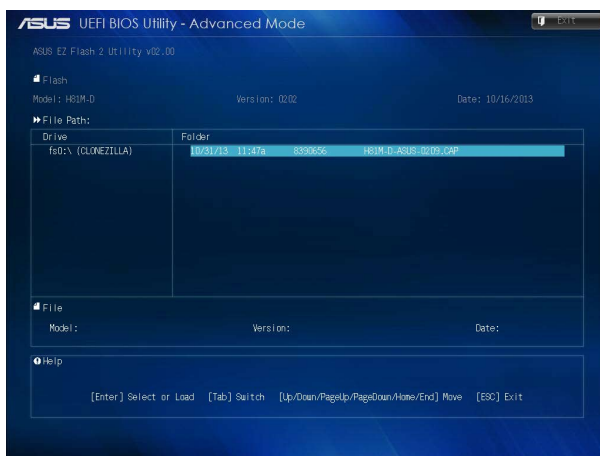 ASUS UEFI BIOS Utility - Advanced Mode Exit
ASUS EZ Flash 2 Utility v02.00
Flash
Model: H81M-D Version: 0202 Date: 10/16/2013
File Path:
Drive Folder
fs0:\ (CLONEZILLA) 10/31/13 11:47a 8390656 H81M-D-ASUS-0209.CAP
File
Model: Version: Date:
Help
[Enter] Select or Load [Tab] Switch [Up/Down/PageUp/PageDown/Home/End] Move [ESC] Exit